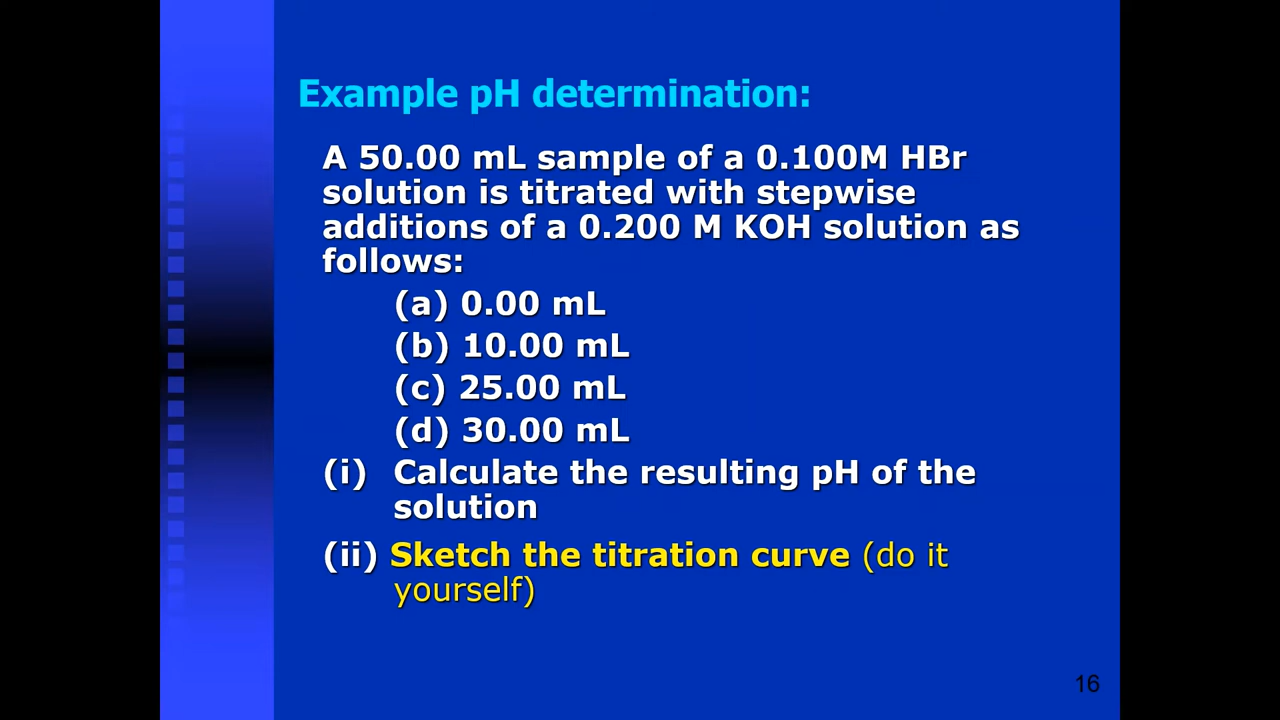 Example pH determination:
A 50.00 mL sample of a 0.100M HBr
solution is titrated with stepwise
additions of a 0.200 M KOH solution as
follows:
(a) 0.00 mL
(b) 10.00 mL
(c) 25.00 mL
(d) 30.00 mL
(i) Calculate the resulting pH of the
solution
(ii) Sketch the titration curve (do it
yourself)
16